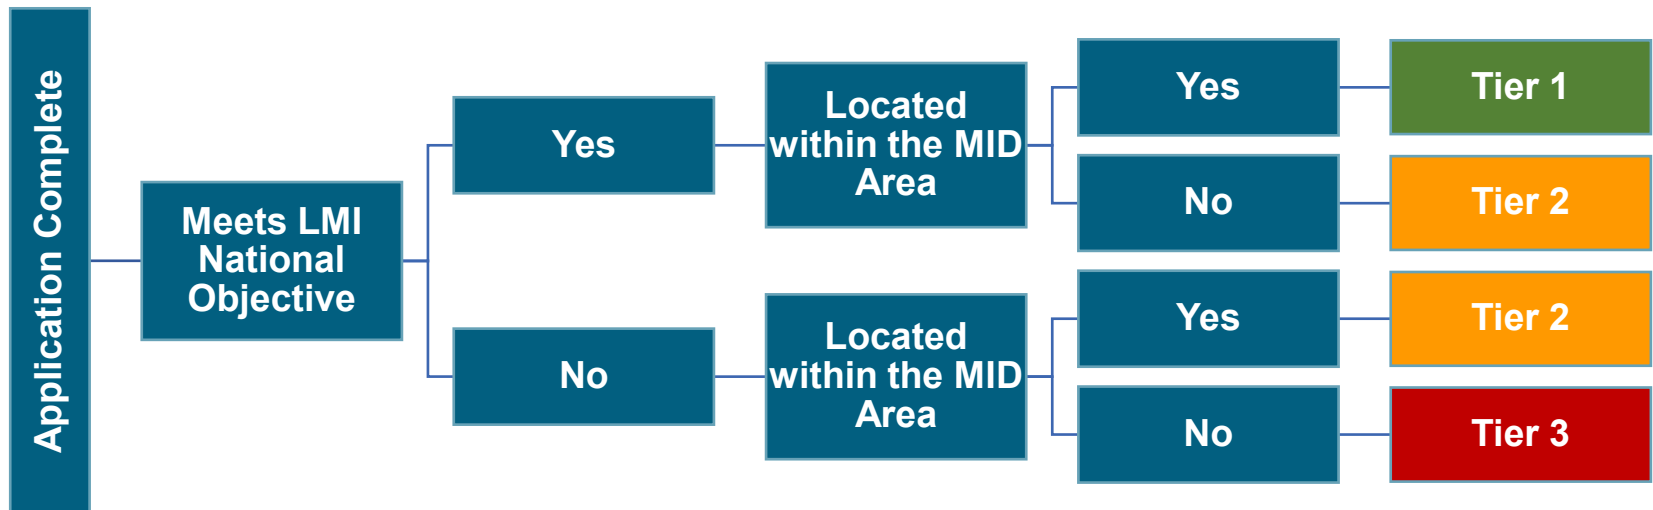 Application Complete
Meets LMI
National
Objective
Yes
Located
within the MID
Area
Yes
Tier 1
No
Tier 2
No
Located
within the MID
Area
Yes
Tier 2
No
Tier 3